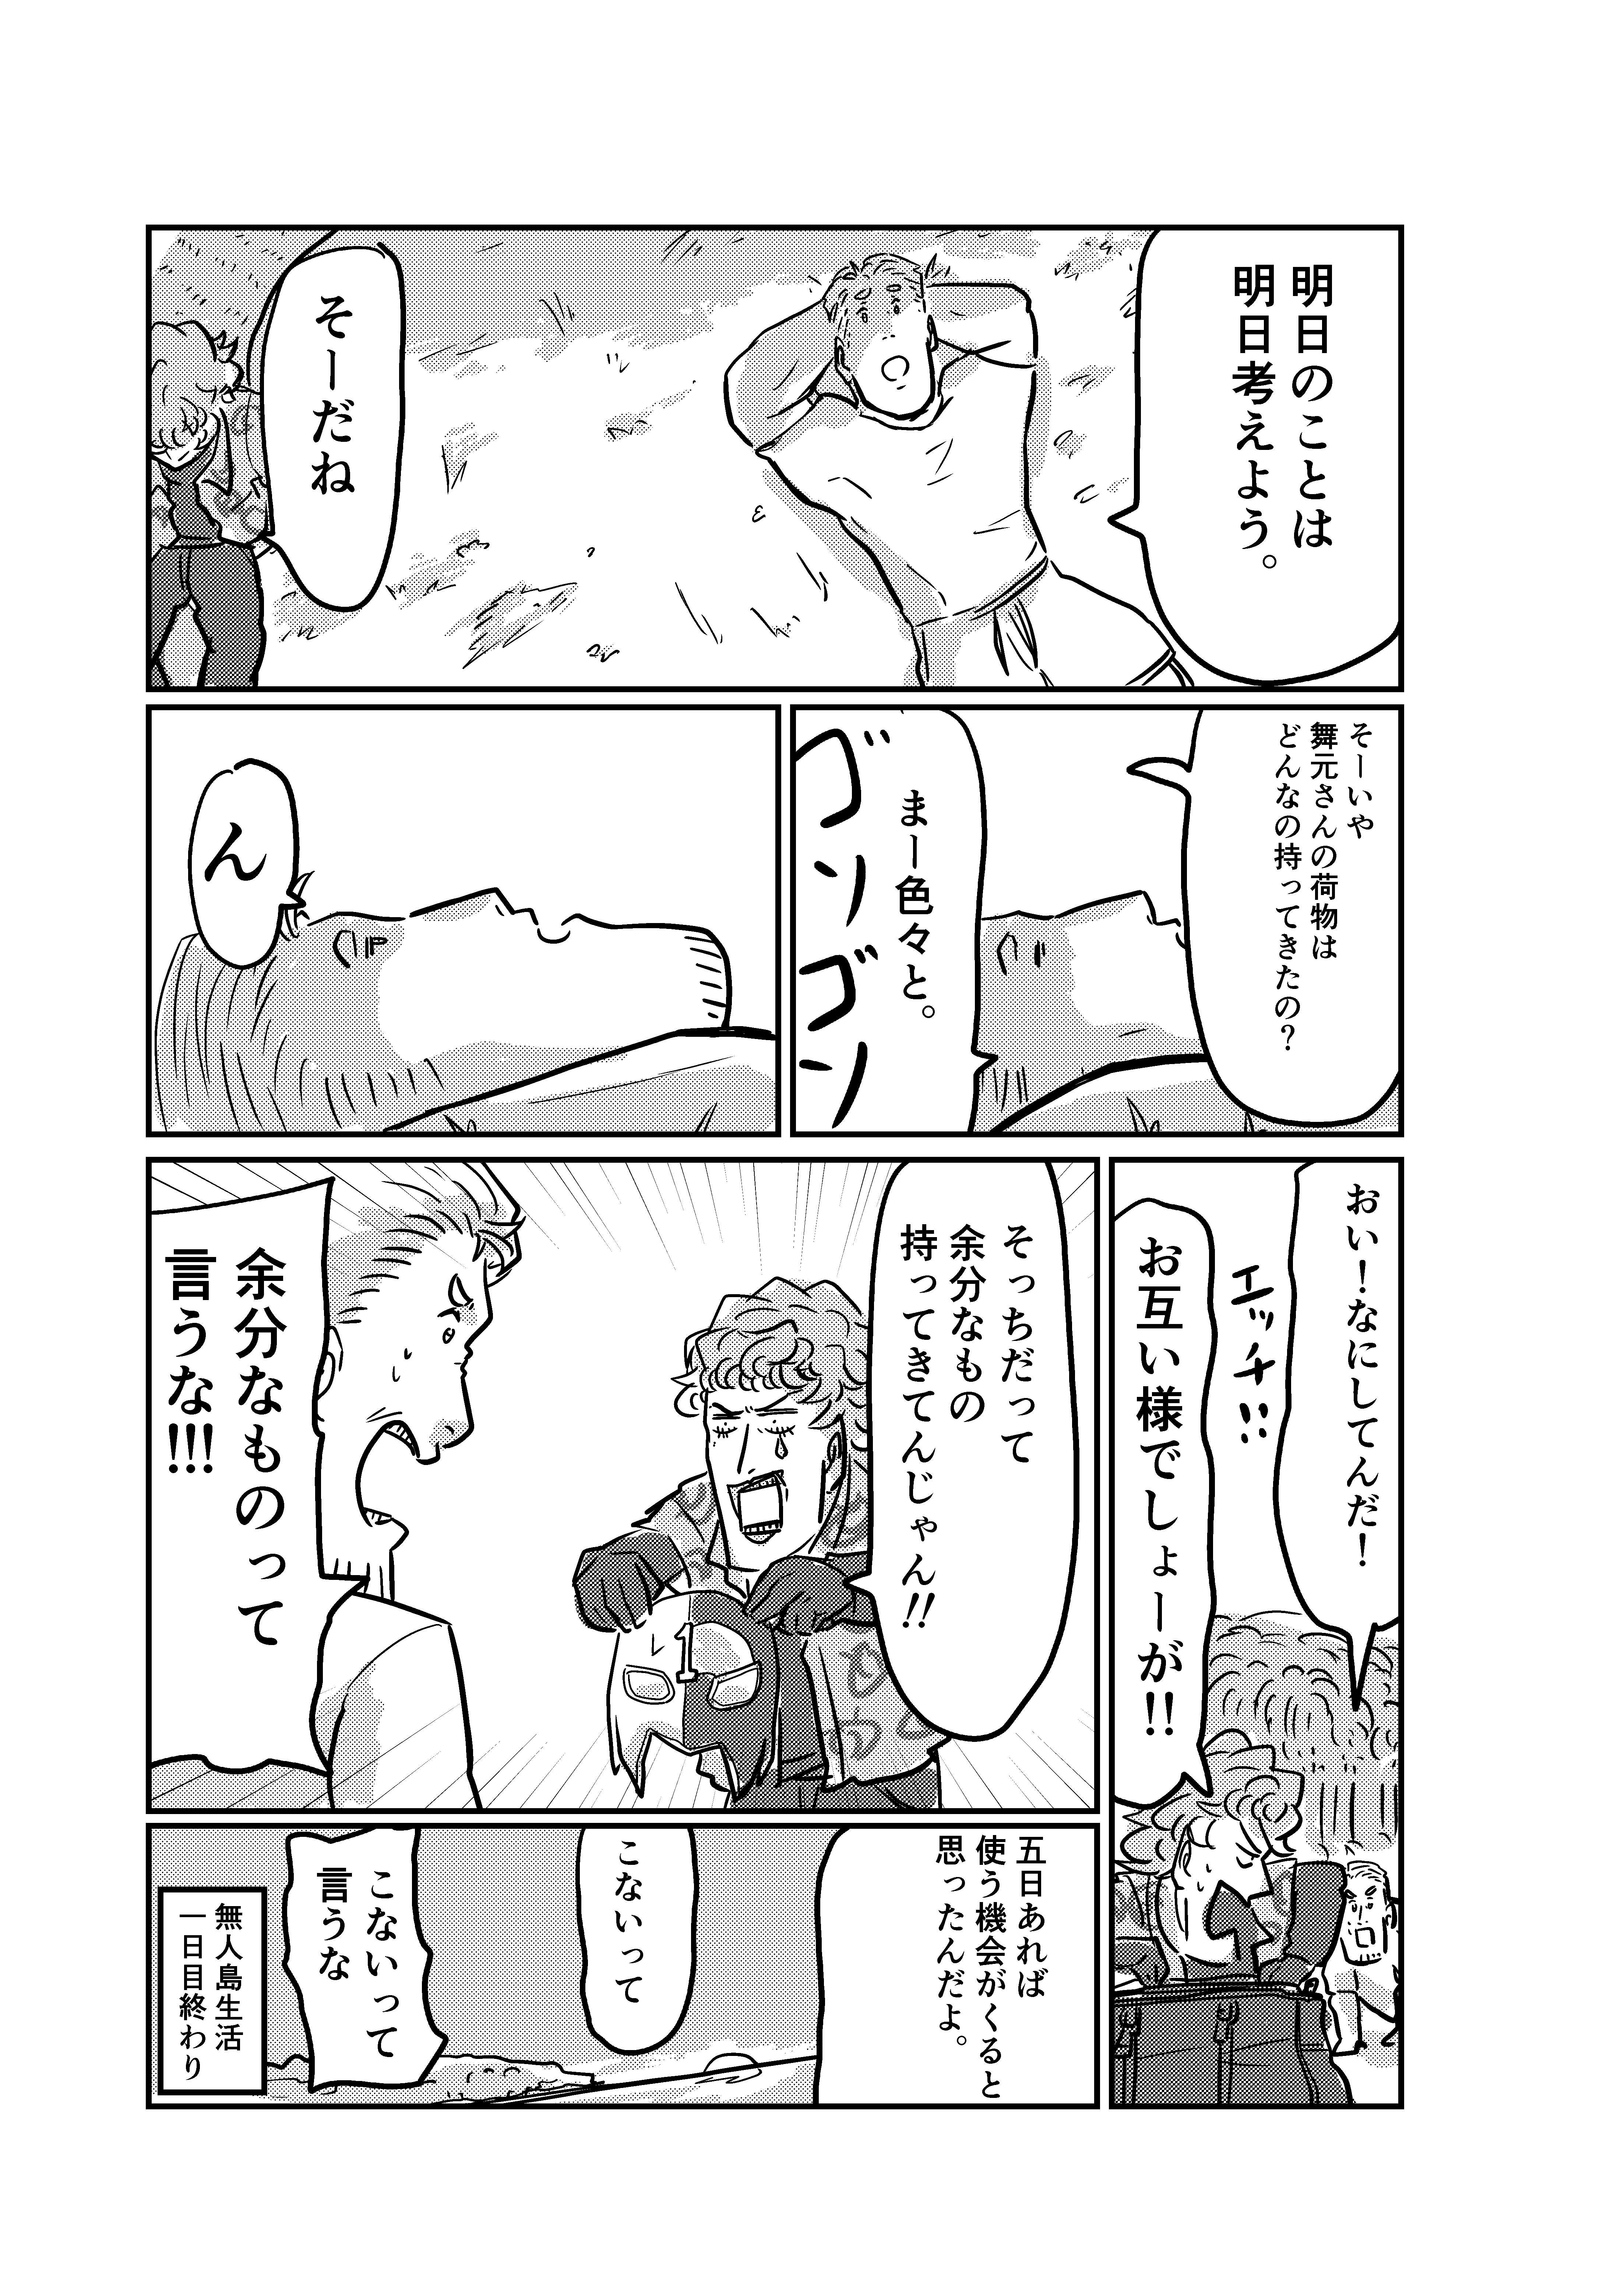 明日のことは
明日考えよう。
そーだね
そーいや
舞元さんの荷物は
どんなの持ってきたの?
まー色々と。
ゴソゴソ
ん
おい!なにしてんだ!
エッチ!!
お互い様でしょーが!!
そっちだって
余分なもの
持ってきてんじゃん!!
1
余分なものって
言うな!!!
五日あれば
使う機会がくると
思ったんだよ。
こないって
こないって
言うな
無人島生活
一日目終わり